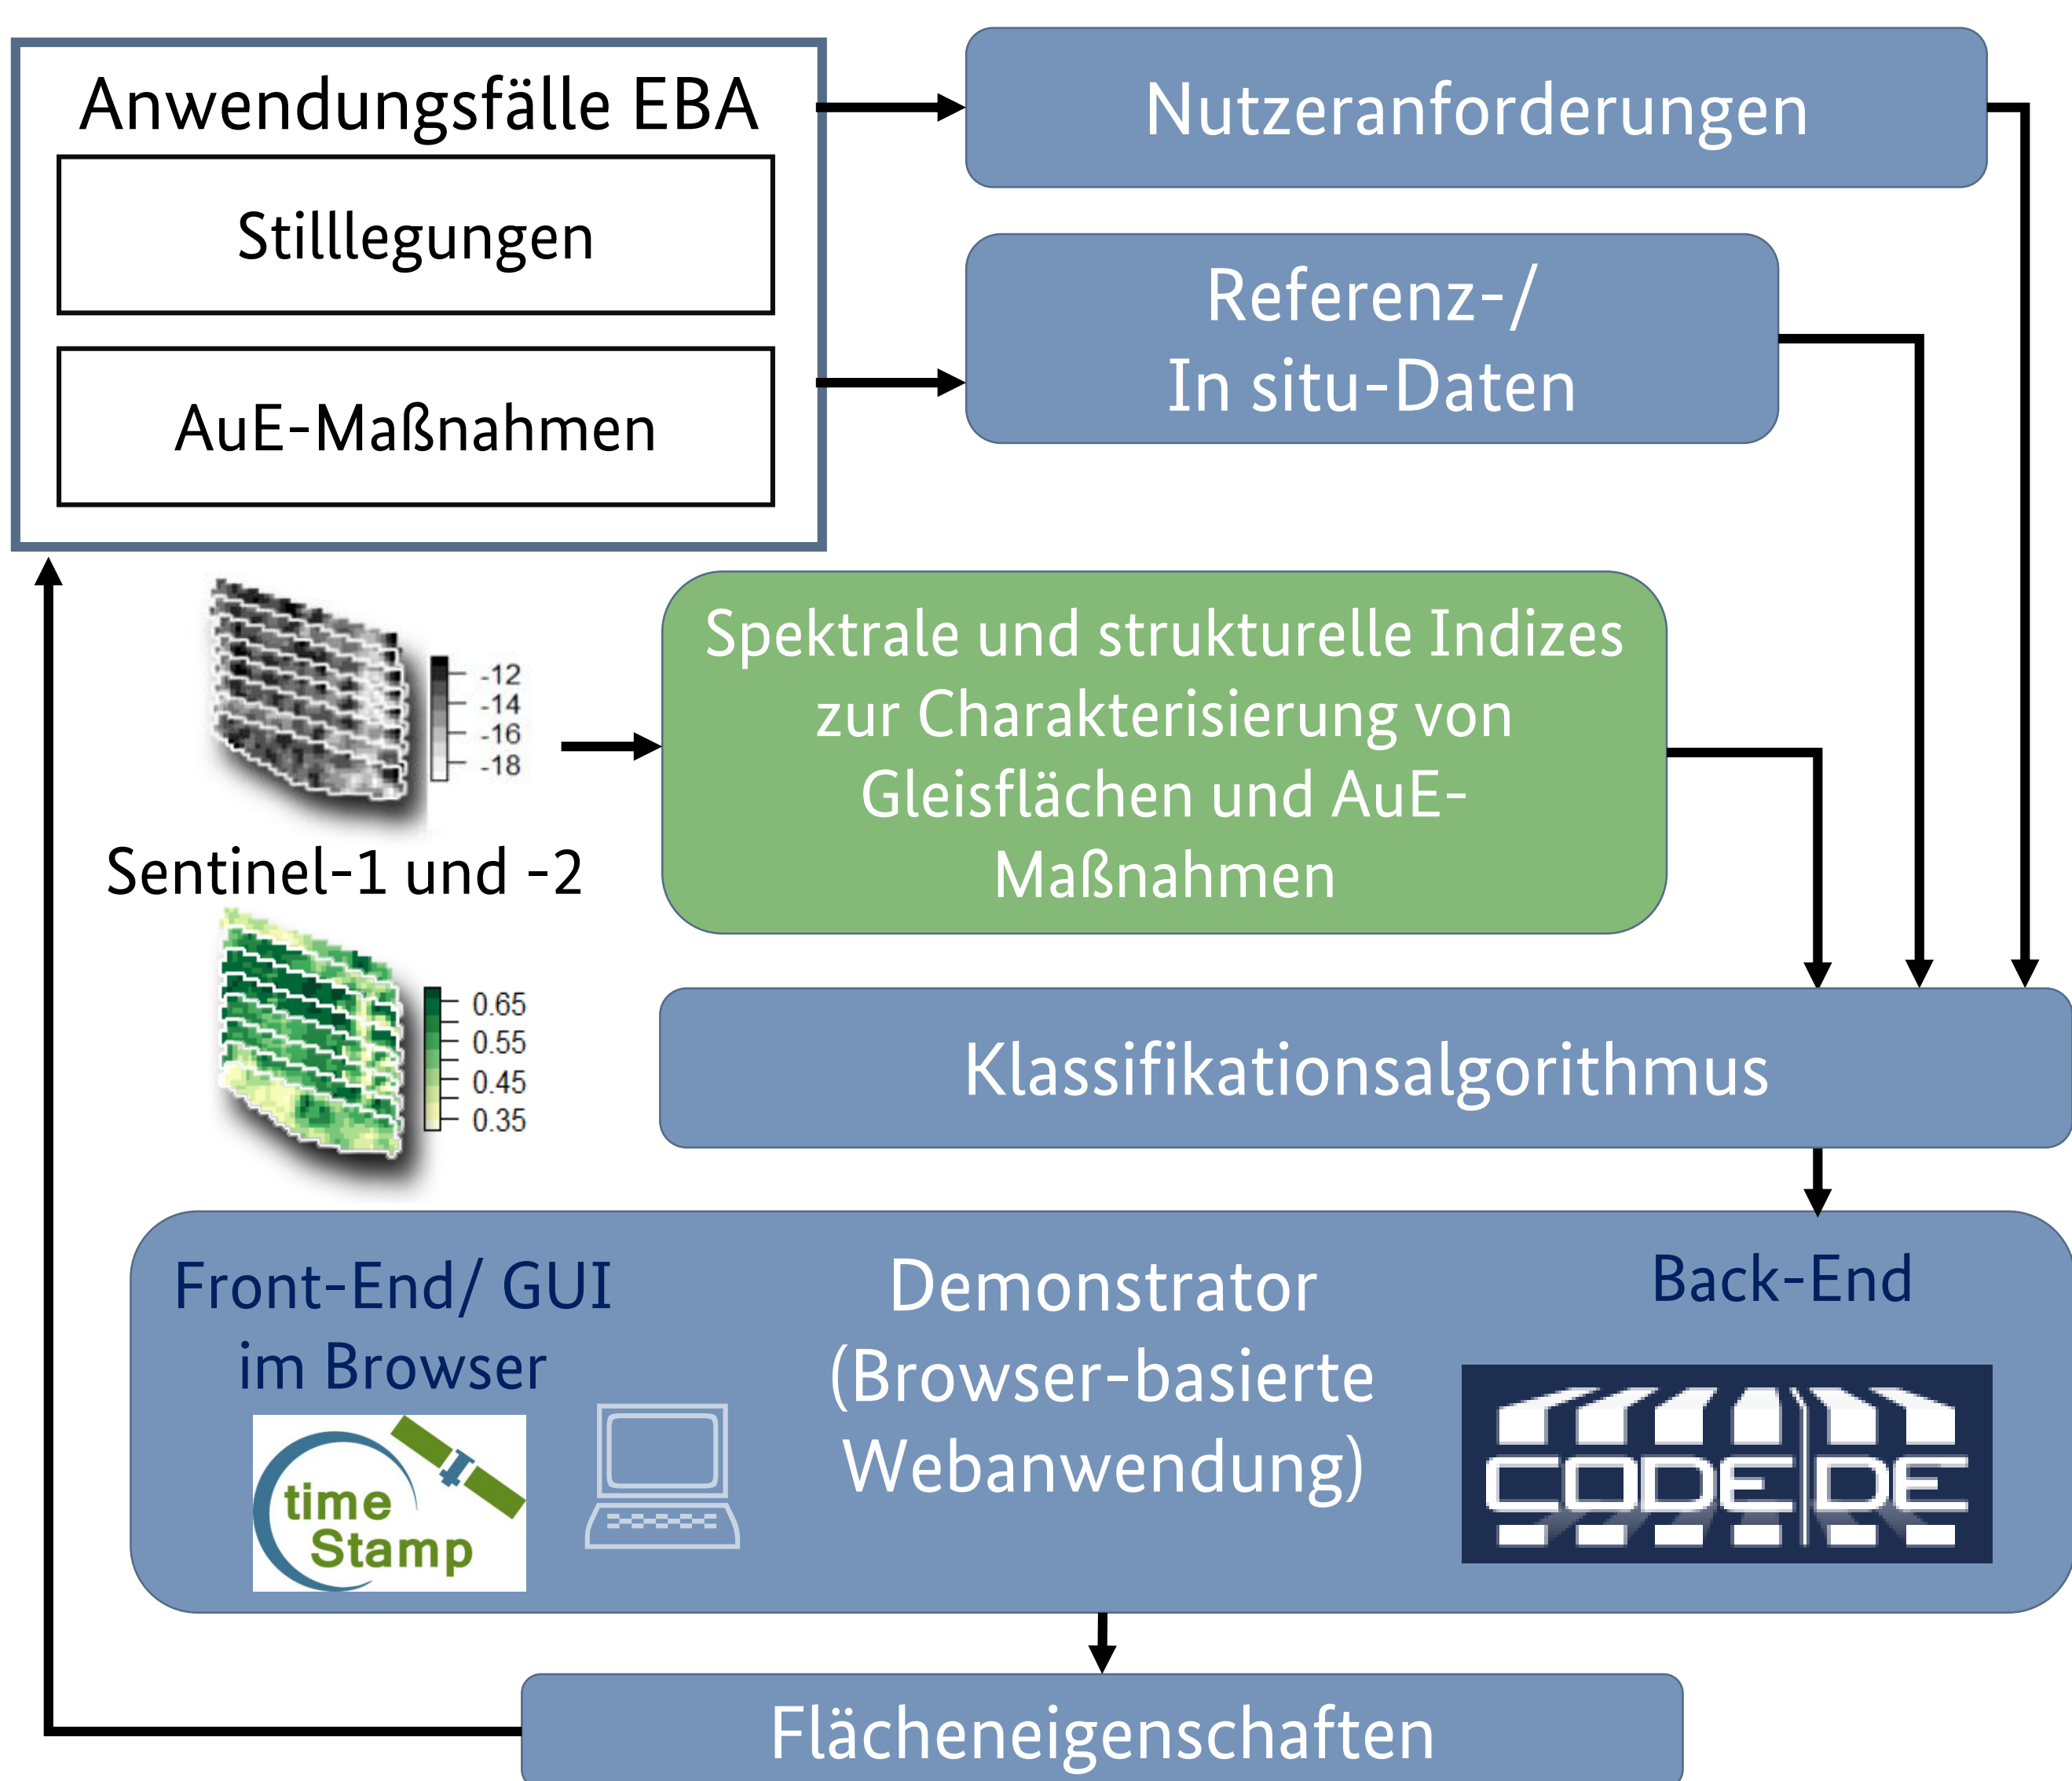 Anwendungsfälle EBA
Stilllegungen
AuE-Maßnahmen
Nutzeranforderungen
Referenz-/
In situ-Daten
-12
-14
-16
-18
Sentinel-1 und -2
0.65
0.55
0.45
0.35
Spektrale und strukturelle Indizes
zur Charakterisierung von
Gleisflächen und AuE-
Maßnahmen
Klassifikationsalgorithmus
Front-End/ GUI
im Browser
time
Stamp
Demonstrator
(Browser-basierte
Webanwendung)
Back-End
CODE DE
Flächeneigenschaften